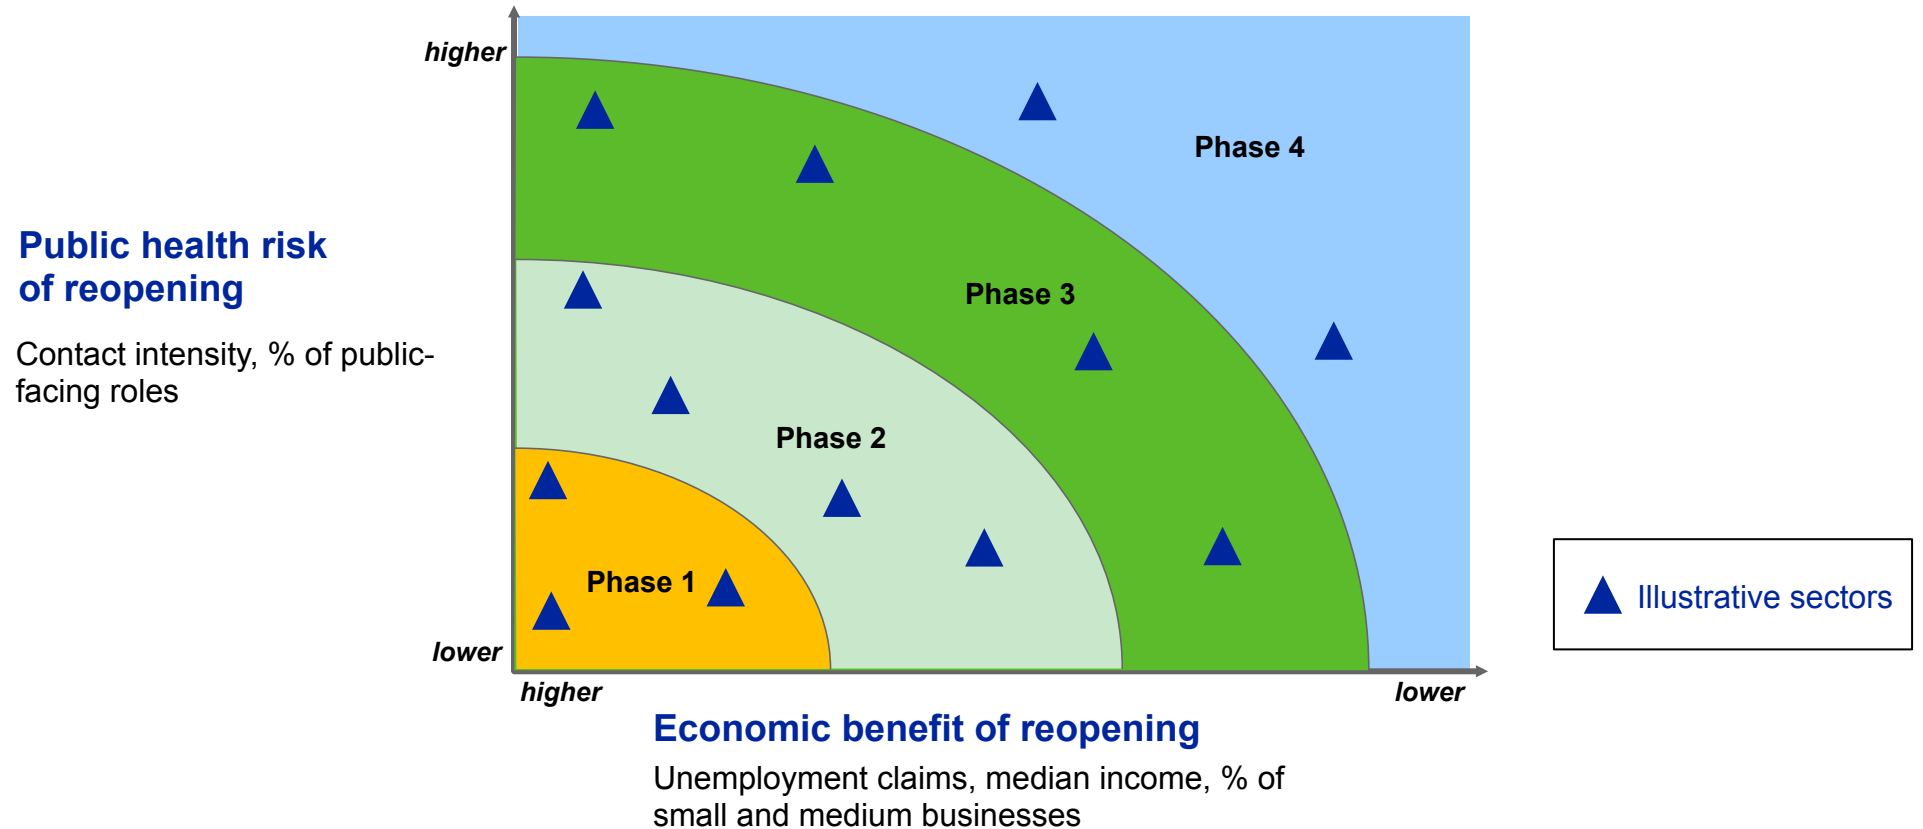 higher
Phase 4
Public health risk
of reopening
Phase 3
Contact intensity, % of public-
facing roles
Phase 2
Phase 1
Illustrative sectors
lower
higher
lower
Economic benefit of reopening
Unemployment claims, median income, % of
small and medium businesses